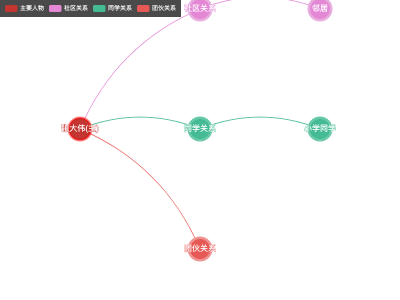 主要人物 社区关系 同学关系 团伙关系
社区关系 邻居
大伟(主)
同学关系 小学同学
团伙关系